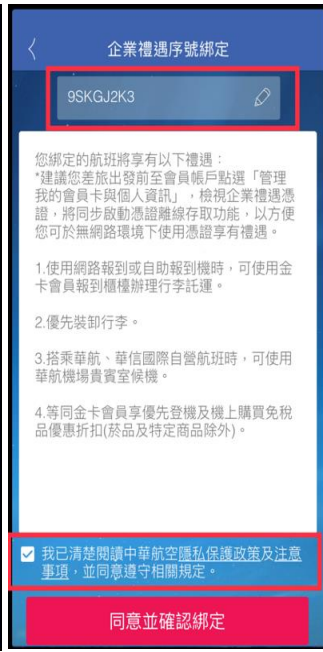 企業禮遇序號綁定
9SKGJ2K3
您綁定的航班將享有以下禮遇：
*建議您差旅出發前至會員帳戶點選「管理
我的會員卡與個人資訊」，檢視企業禮遇憑
證，將同步啟動憑證離線存取功能，以方便
您可於無網路環境下使用憑證享有禮遇。
1.使用網路報到或自助報到機時，可使用金
卡會員報到櫃檯辦理行李託運。
2.優先裝卸行李。
3.搭乘華航、華信國際自營航班時，可使用
華航機場貴賓室候機。
4.等同金卡會員享優先登機及機上購買免稅
品優惠折扣(菸品及特定商品除外)。
我已清楚閱讀中華航空隱私保護政策及注意
事項，並同意遵守相關規定。
同意並確認綁定